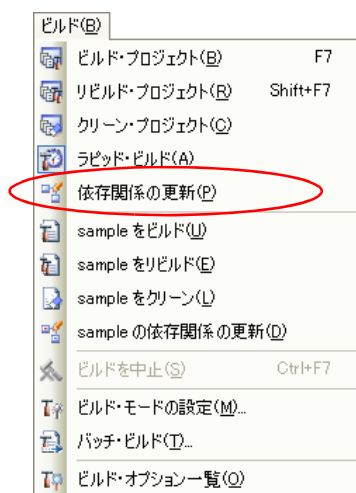 ビルド(B)
ビルド・プロジェクト(B) F7
リビルド・プロジェクト(R) Shift+F7
クリーン・プロジェクト(C)
ラピッド・ビルド(A)
依存関係の更新(P)
sample をビルド(U)
sample をリビルド(E)
sample をクリーン(L)
sample の依存関係の更新(D)
ビルドを中止(S) Ctrl+F7
ビルド・モードの設定(M)...
バッチ・ビルド(T)...
ビルド・オプション一覧(O)